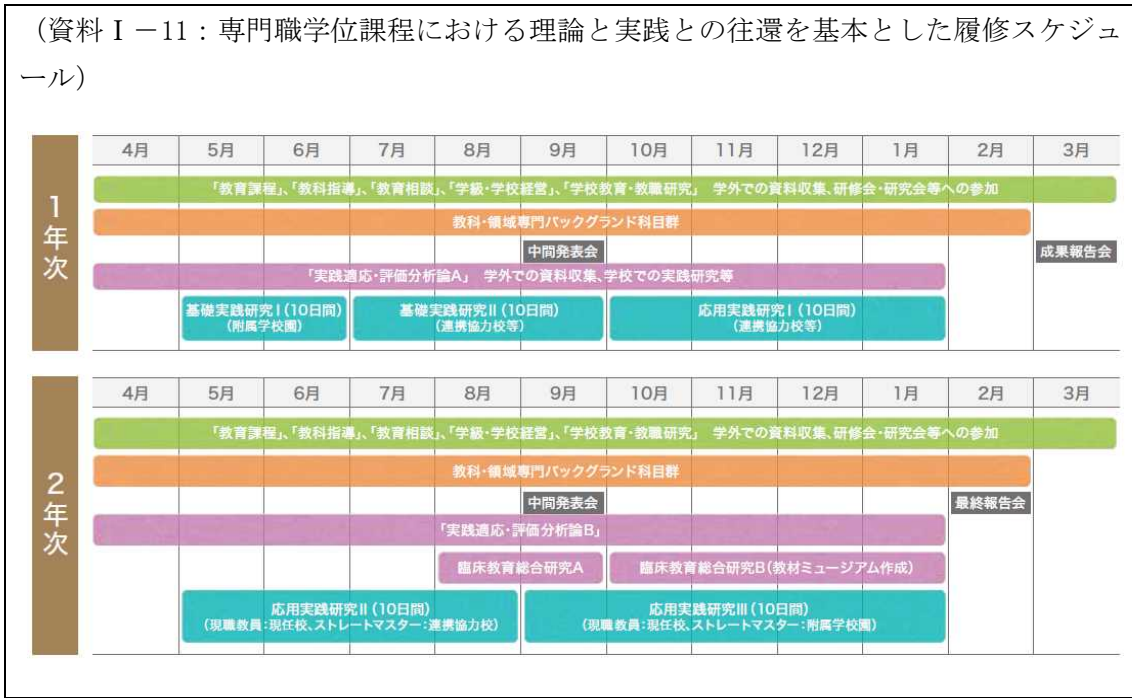 （資料Ⅰ－11：専門職学位課程における理論と実践との往還を基本とした履修スケジュ
ール）
1年次
4月 5月 6月 7月 8月 9月 10月 11月 12月 1月 2月 3月
「教育課程」、「教科指導」、「教育相談」、「学級・学校経営」、「学校教育・教職研究」 学外での資料収集、研修会・研究会等への参加
教科・領域専門バックグランド科目群
中間発表会
成果報告会
「実践適応・評価分析論A」 学外での資料収集、学校での実践研究等
基礎実践研究Ⅰ（10日間）
（附属学校園）
基礎実践研究Ⅱ（10日間）
（連携協力校等）
応用実践研究Ⅰ（10日間）
（連携協力校等）
2年次
4月 5月 6月 7月 8月 9月 10月 11月 12月 1月 2月 3月
「教育課程」、「教科指導」、「教育相談」、「学級・学校経営」、「学校教育・教職研究」 学外での資料収集、研修会・研究会等への参加
教科・領域専門バックグランド科目群
中間発表会
最終報告会
「実践適応・評価分析論B」
臨床教育総合研究A
臨床教育総合研究B（教材ミュージアム作成）
応用実践研究Ⅱ（10日間）
（現職教員：現任校、ストレートマスター：連携協力校）
応用実践研究Ⅲ（10日間）
（現職教員：現任校、ストレートマスター：附属学校園）